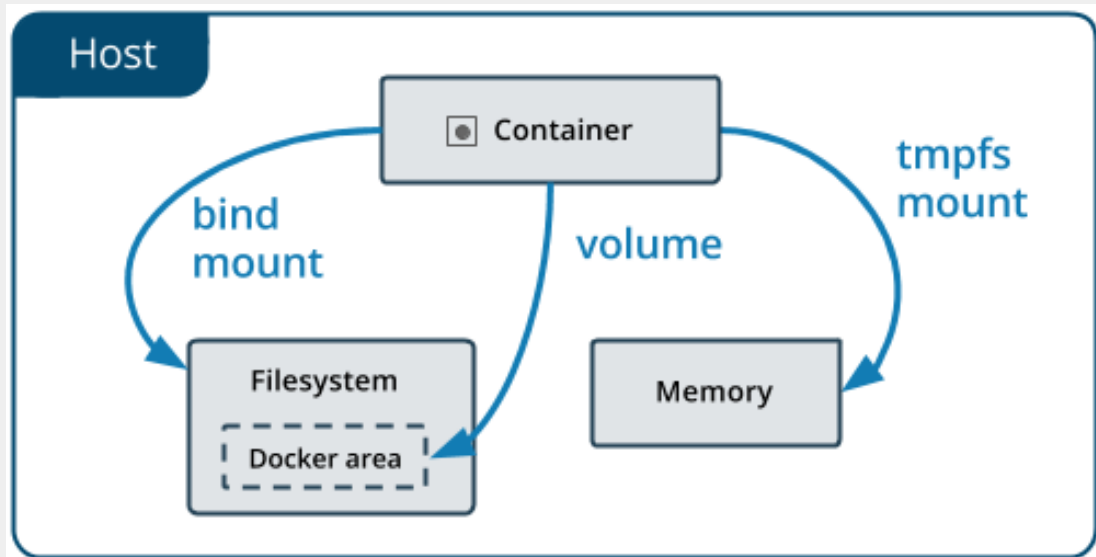 Host
Container
tmpfs
mount
bind
mount
volume
Filesystem
Memory
Docker area